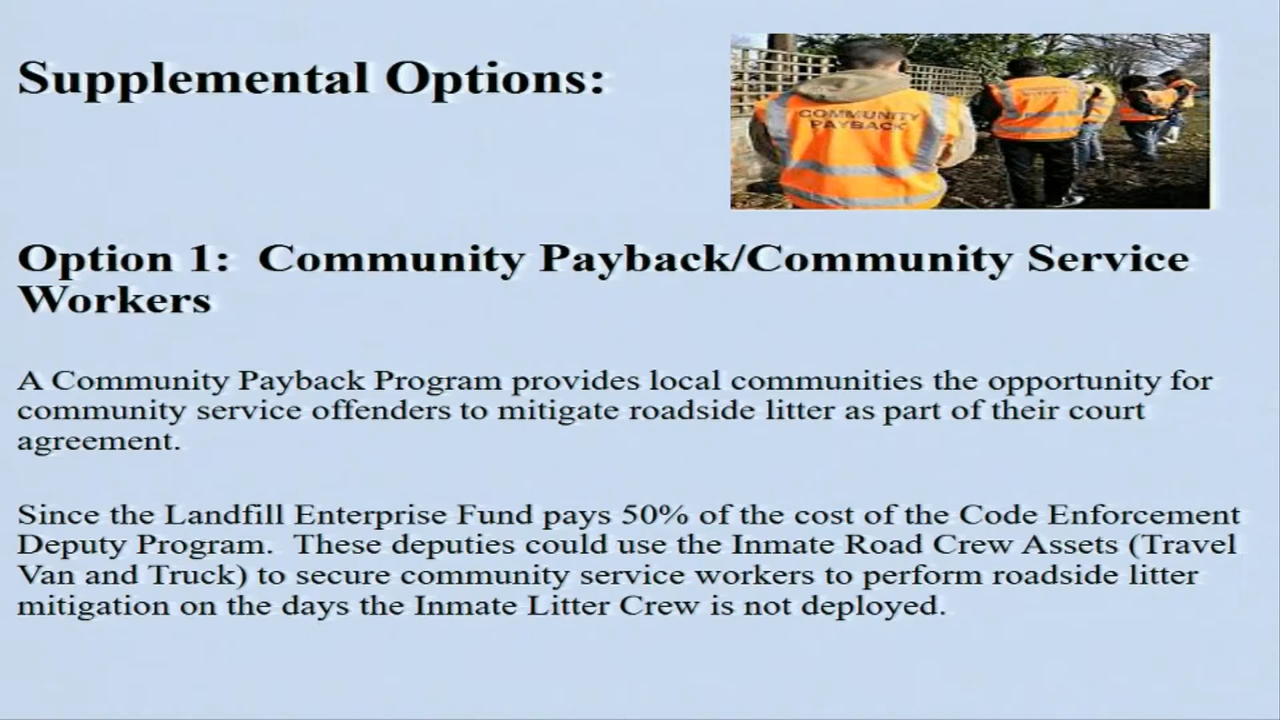 Supplemental Options:
COMMUNITY
PAYBACK
Option 1:  Community Payback/Community Service
Workers
A Community Payback Program provides local communities the opportunity for
community service offenders to mitigate roadside litter as part of their court
agreement.
Since the Landfill Enterprise Fund pays 50% of the cost of the Code Enforcement
Deputy Program.  These deputies could use the Inmate Road Crew Assets (Travel
Van and Truck) to secure community service workers to perform roadside litter
mitigation on the days the Inmate Litter Crew is not deployed.